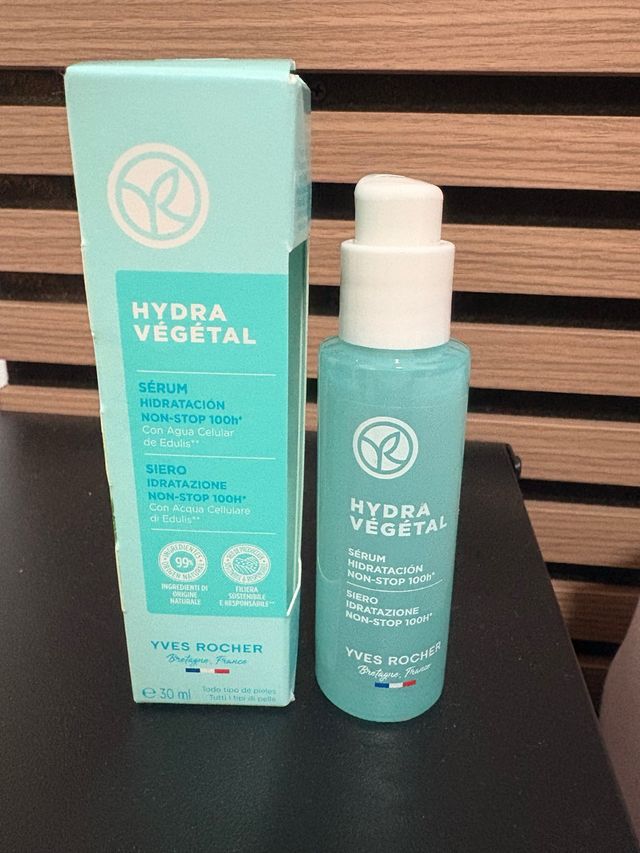 HYDRA
VÉGÉTAL
SÉRUM
HIDRATACIÓN
NON-STOP 100h*
Con Agua Celular
de Edulis**
SIERO
IDRATAZIONE
NON-STOP 100H*
Con Acqua Cellulare
di Edulis**
99%
INGREDIENTI DI
ORIGINE
NATURALE
FILIERA
SOSTENIBILE
E RESPONSABILE***
YVES ROCHER
Bretagne, France
e 30 ml
Todo tipo de pieles
Tutti i tipi di pelle
HYDRA
VÉGÉTAL
SÉRUM
HIDRATACIÓN
NON-STOP 100h*
SIERO
IDRATAZIONE
NON-STOP 100H*
YVES ROCHER
Bretagne, France